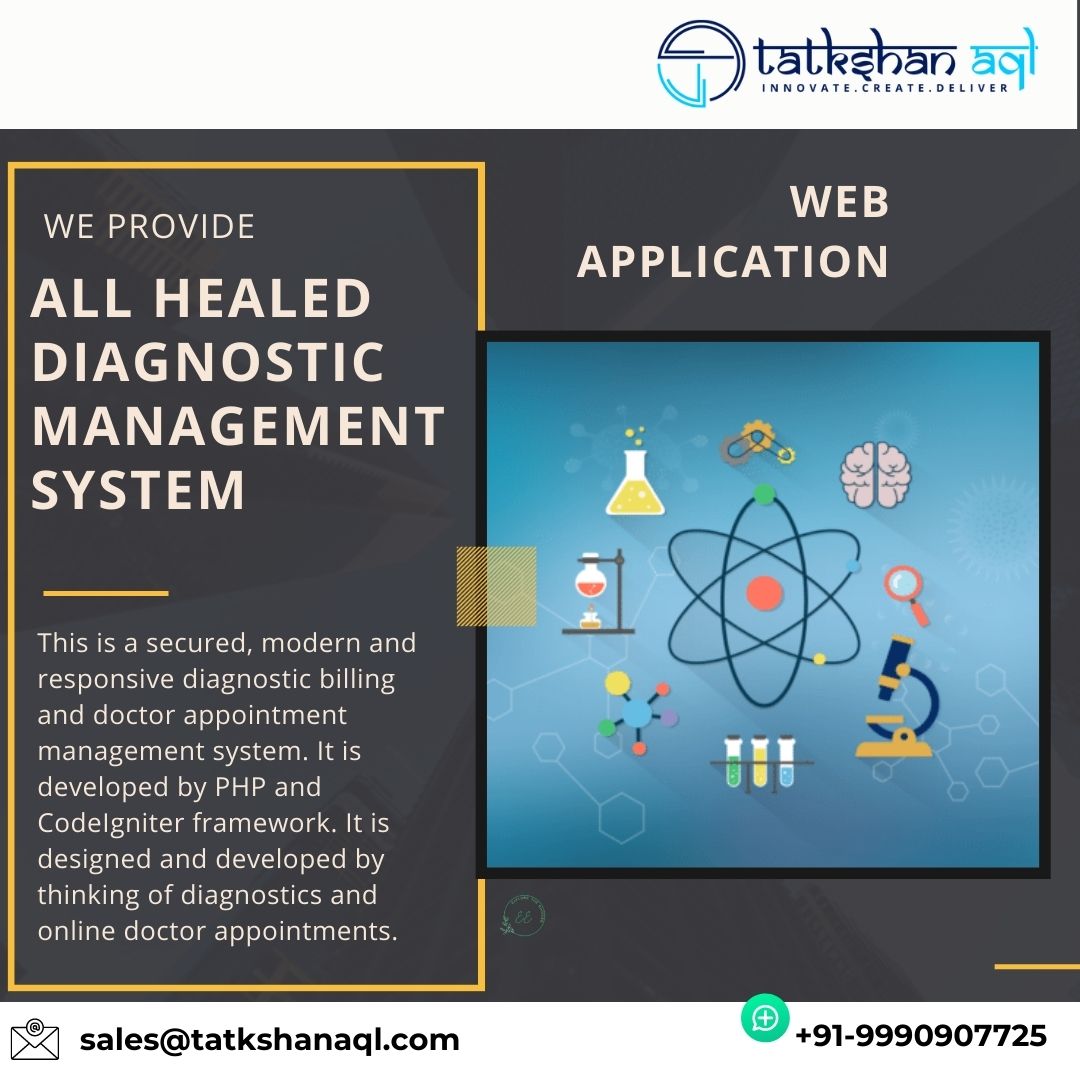 tatkshan aql
INNOVATE.CREATE.DELIVER
WE PROVIDE
ALL HEALED
DIAGNOSTIC
MANAGEMENT
SYSTEM
This is a secured, modern and
responsive diagnostic billing
and doctor appointment
management system. It is
developed by PHP and
CodeIgniter framework. It is
designed and developed by
thinking of diagnostics and
online doctor appointments.
WEB
APPLICATION
EE
sales@tatkshanaql.com
+91-9990907725